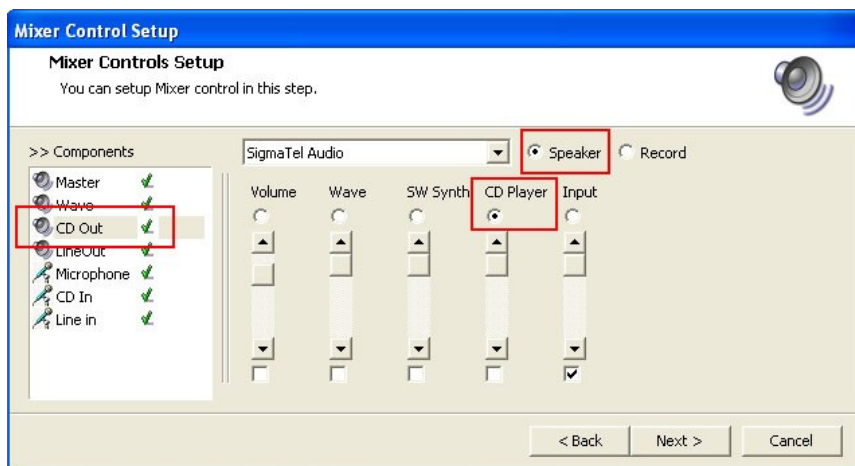 Mixer Control Setup
Mixer Controls Setup
You can setup Mixer control in this step.
>> Components
SigmaTel Audio
Speaker
Record
Master
Wave
CD Out
LineOut
Microphone
CD In
Line in
Volume
Wave
SW Synth
CD Player
Input
< Back
Next >
Cancel